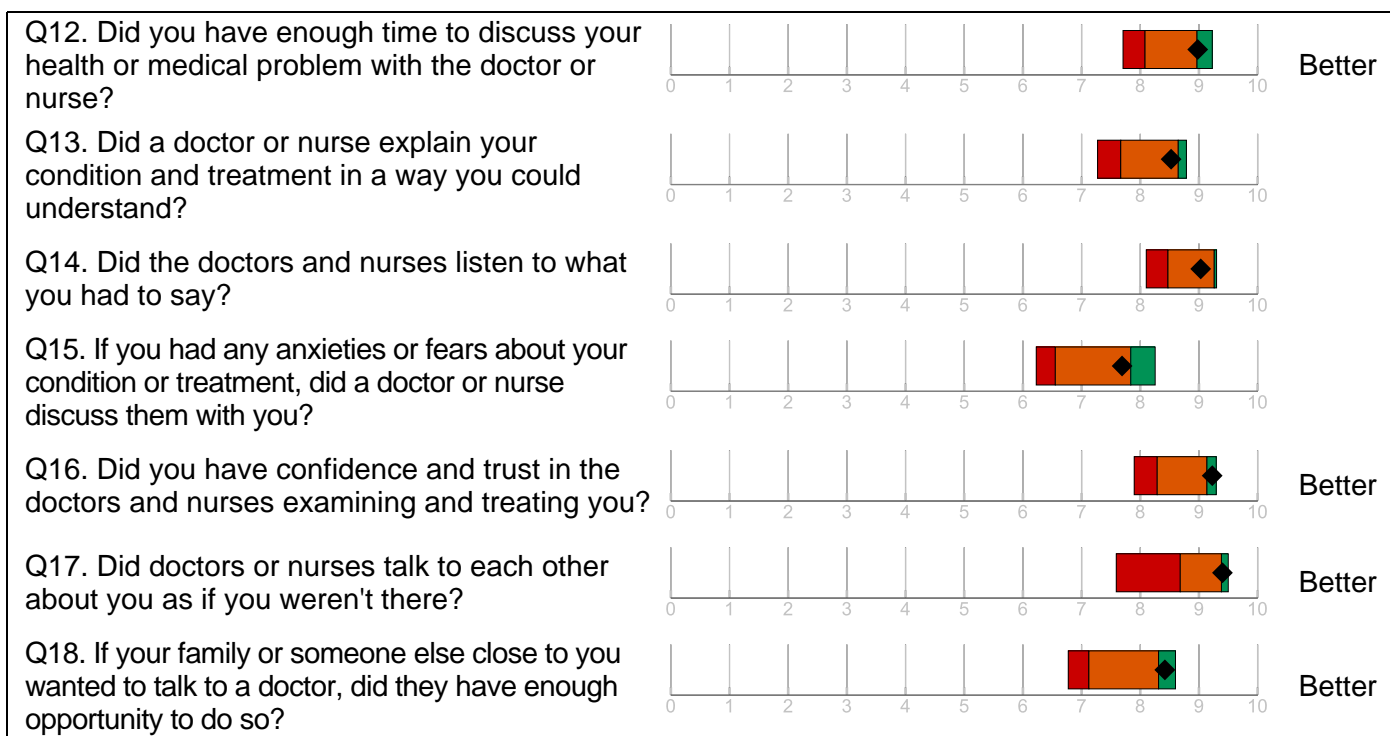 Q12. Did you have enough time to discuss your
health or medical problem with the doctor or
nurse?
0 1 2 3 4 5 6 7 8 9 10
Better
Q13. Did a doctor or nurse explain your
condition and treatment in a way you could
understand?
0 1 2 3 4 5 6 7 8 9 10
Q14. Did the doctors and nurses listen to what
you had to say?
0 1 2 3 4 5 6 7 8 9 10
Q15. If you had any anxieties or fears about your
condition or treatment, did a doctor or nurse
discuss them with you?
0 1 2 3 4 5 6 7 8 9 10
Q16. Did you have confidence and trust in the
doctors and nurses examining and treating you?
0 1 2 3 4 5 6 7 8 9 10
Better
Q17. Did doctors or nurses talk to each other
about you as if you weren't there?
0 1 2 3 4 5 6 7 8 9 10
Better
Q18. If your family or someone else close to you
wanted to talk to a doctor, did they have enough
opportunity to do so?
0 1 2 3 4 5 6 7 8 9 10
Better